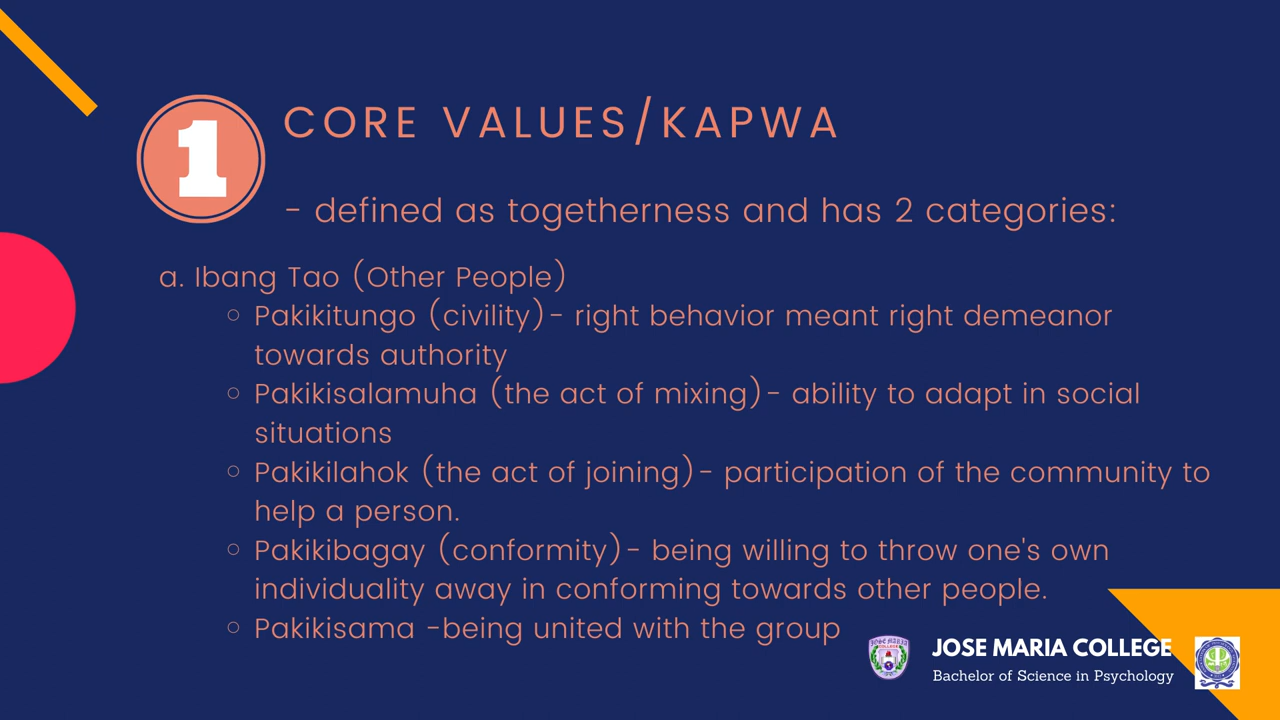 1
CORE VALUES/KAPWA
- defined as togetherness and has 2 categories:
a. Ibang Tao (Other People)
○ Pakikitungo (civility)- right behavior meant right demeanor
towards authority
○ Pakikisalamuha (the act of mixing)- ability to adapt in social
situations
○ Pakikilahok (the act of joining)- participation of the community to
help a person.
○ Pakikibagay (conformity)- being willing to throw one's own
individuality away in conforming towards other people.
○ Pakikisama -being united with the group
JOSE MARIA
COLLEGE
JOSE MARIA COLLEGE
Bachelor of Science in Psychology